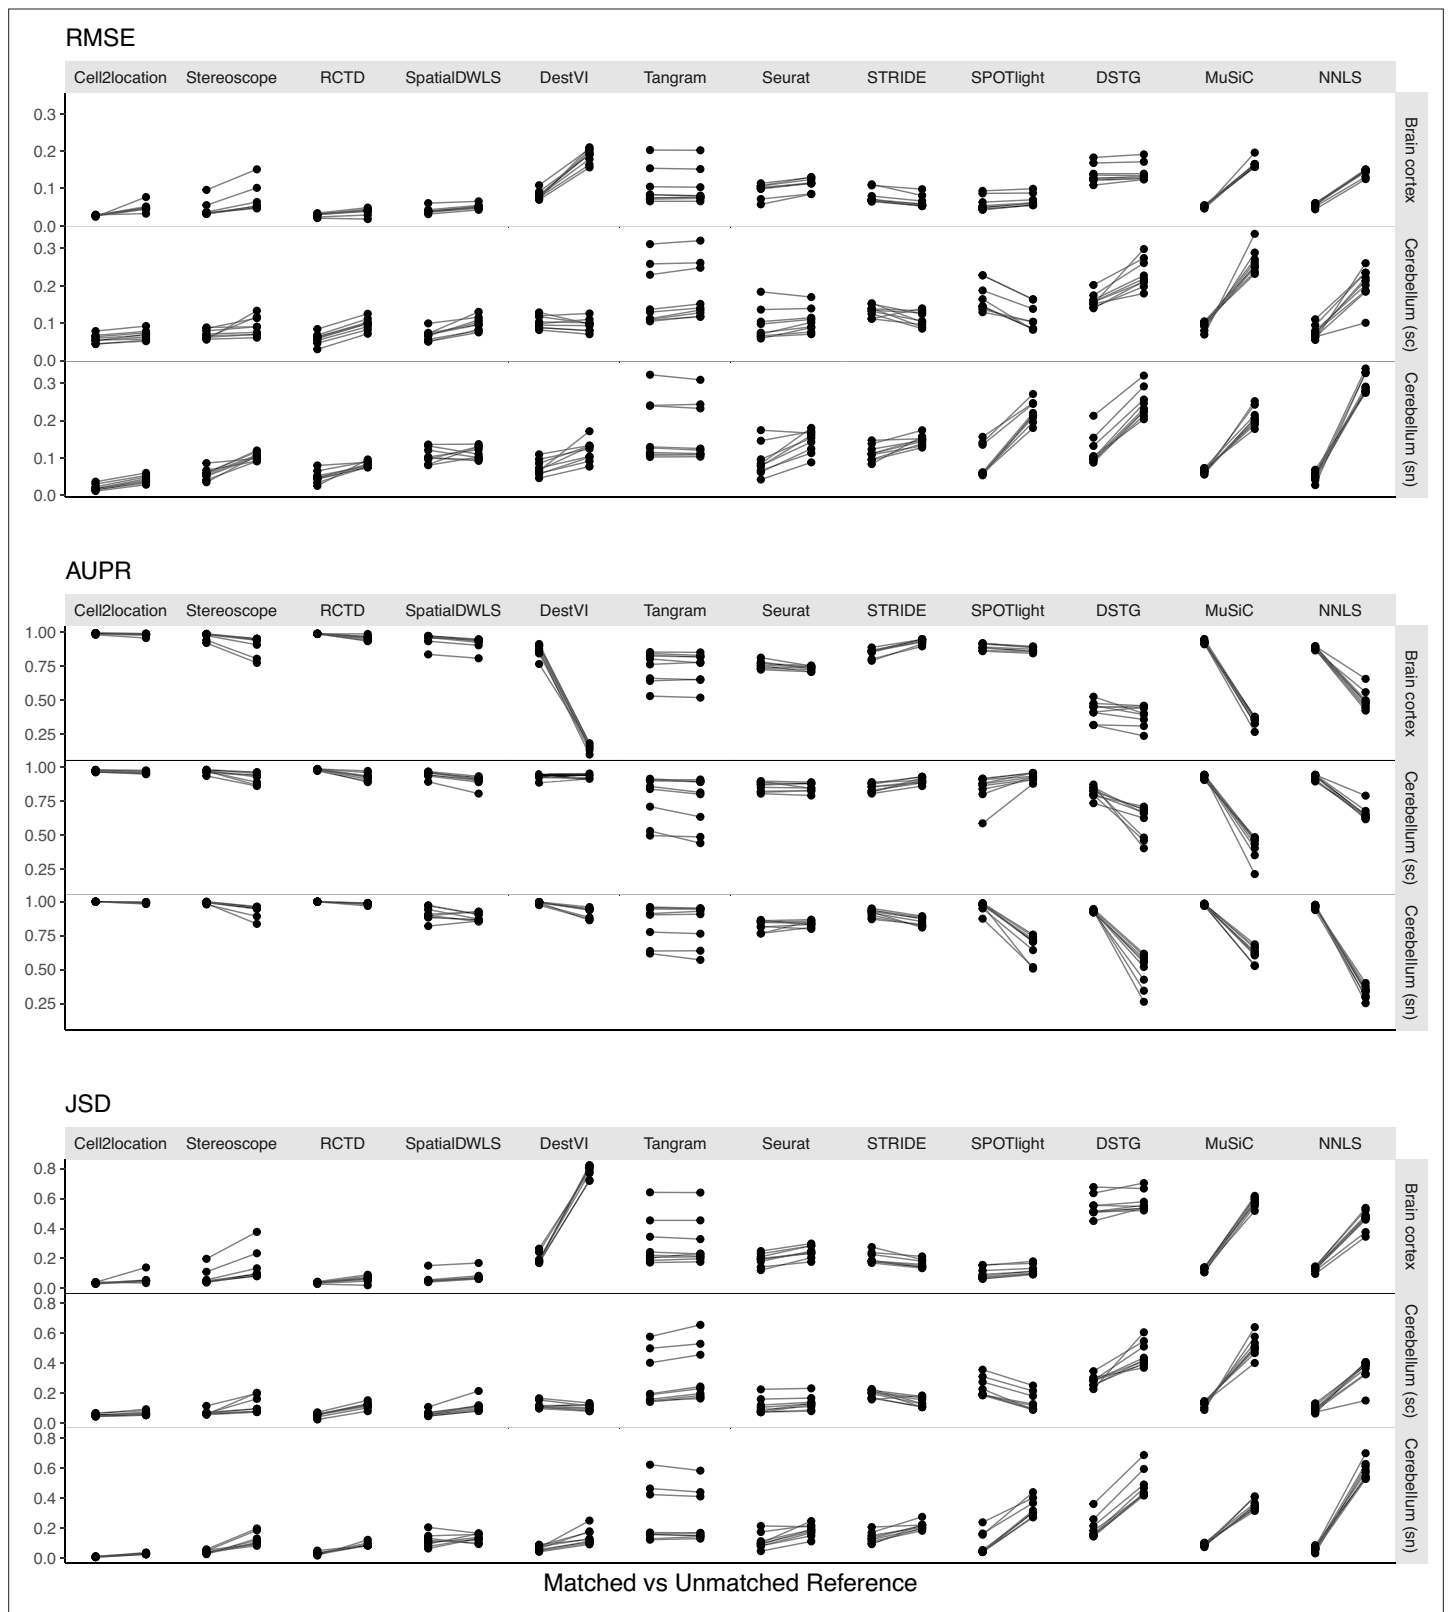 RMSE
Cell2location Stereoscope RCTD SpatialDWLS DestVI Tangram Seurat STRIDE SPOTlight DSTG MuSiC NNLS
0.3
0.2
0.1
0.0
Brain cortex
0.3
0.2
0.1
0.0
Cerebellum (sc)
0.3
0.2
0.1
0.0
Cerebellum (sn)
AUPR
Cell2location Stereoscope RCTD SpatialDWLS DestVI Tangram Seurat STRIDE SPOTlight DSTG MuSiC NNLS
1.00
0.75
0.50
0.25
Brain cortex
1.00
0.75
0.50
0.25
Cerebellum (sc)
1.00
0.75
0.50
0.25
Cerebellum (sn)
JSD
Cell2location Stereoscope RCTD SpatialDWLS DestVI Tangram Seurat STRIDE SPOTlight DSTG MuSiC NNLS
0.8
0.6
0.4
0.2
0.0
Brain cortex
0.8
0.6
0.4
0.2
0.0
Cerebellum (sc)
0.8
0.6
0.4
0.2
0.0
Cerebellum (sn)
Matched vs Unmatched Reference